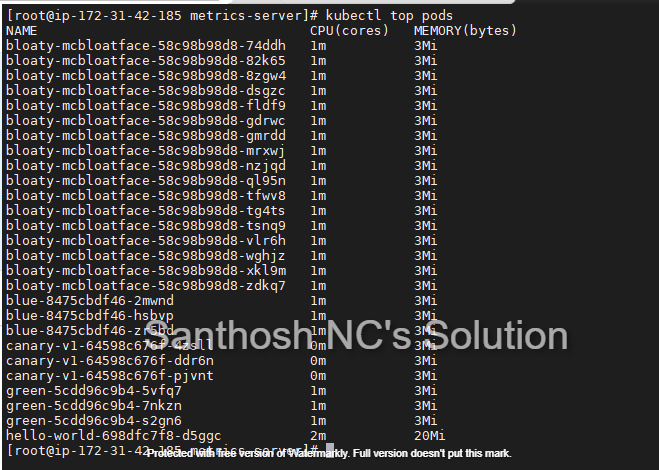 [root@ip-172-31-42-185 metrics-server]# kubectl top pods
NAME CPU(cores) MEMORY(bytes)
bloaty-mcbloatface-58c98b98d8-74ddh 1m 3Mi
bloaty-mcbloatface-58c98b98d8-82k65 1m 3Mi
bloaty-mcbloatface-58c98b98d8-8zgw4 1m 3Mi
bloaty-mcbloatface-58c98b98d8-dsgzc 1m 3Mi
bloaty-mcbloatface-58c98b98d8-fldf9 1m 3Mi
bloaty-mcbloatface-58c98b98d8-gdrwc 1m 3Mi
bloaty-mcbloatface-58c98b98d8-gmrdd 1m 3Mi
bloaty-mcbloatface-58c98b98d8-mrxwj 1m 3Mi
bloaty-mcbloatface-58c98b98d8-nzjqd 1m 3Mi
bloaty-mcbloatface-58c98b98d8-ql95n 1m 3Mi
bloaty-mcbloatface-58c98b98d8-tfwv8 1m 3Mi
bloaty-mcbloatface-58c98b98d8-tg4ts 1m 3Mi
bloaty-mcbloatface-58c98b98d8-tsnq9 1m 3Mi
bloaty-mcbloatface-58c98b98d8-vlr6h 1m 3Mi
bloaty-mcbloatface-58c98b98d8-wghjz 1m 3Mi
bloaty-mcbloatface-58c98b98d8-xkl9m 1m 3Mi
bloaty-mcbloatface-58c98b98d8-zdkq7 1m 3Mi
blue-8475cbdf46-2mwnd 1m 3Mi
blue-8475cbdf46-hsbvp 1m 3Mi
1m 3Mi
Santhosh NC's Solution
canary-v1-64598c676f-4zsll 0m 3Mi
canary-v1-64598c676f-ddr6n 0m 3Mi
canary-v1-64598c676f-pjvnt 0m 3Mi
green-5cdd96c9b4-5vfq7 1m 3Mi
green-5cdd96c9b4-7nkzn 1m 3Mi
green-5cdd96c9b4-s2gn6 1m 3Mi
hello-world-698dfc7f8-d5ggc 2m 20Mi
[root@ip-172-31-42-185 metrics-server]#
Protected with free version of Watermarkly. Full version doesn't put this mark.